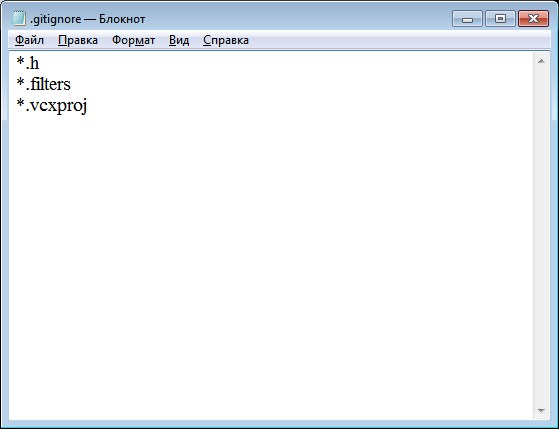 .gitignore — Блокнот
Файл Правка Формат Вид Справка
*.h
*.filters
*.vcxproj